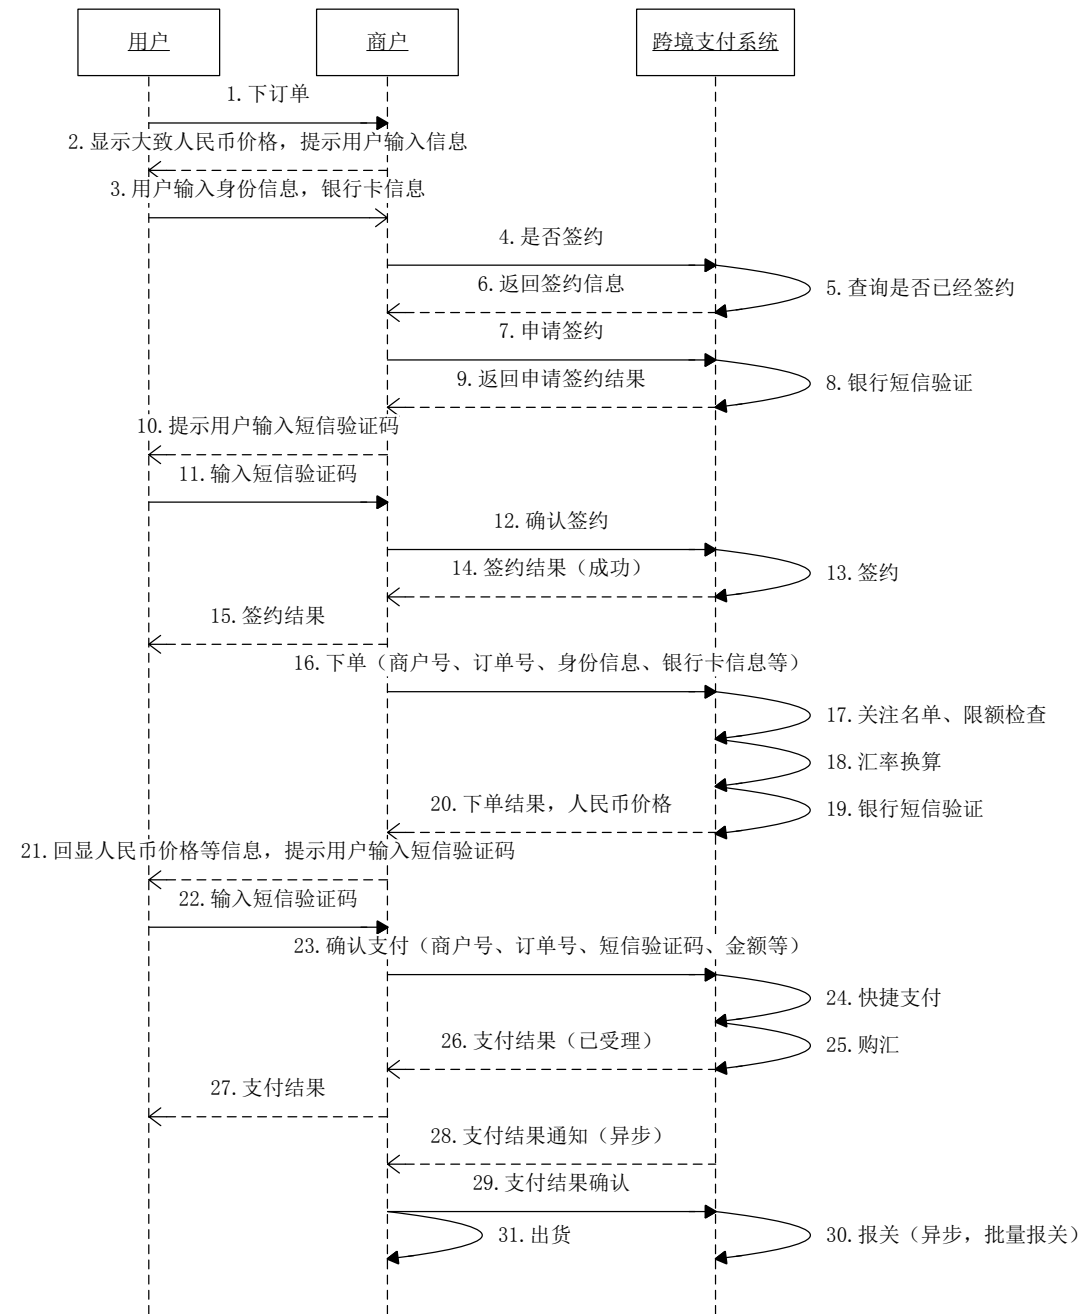 用户
商户
跨境支付系统
1.下订单
2.显示大致人民币价格，提示用户输入信息
3.用户输入身份信息，银行卡信息
4.是否签约
6.返回签约信息
5.查询是否已经签约
7.申请签约
9.返回申请签约结果
8.银行短信验证
10.提示用户输入短信验证码
11.输入短信验证码
12.确认签约
14.签约结果（成功）
13.签约
15.签约结果
16.下单（商户号、订单号、身份信息、银行卡信息等）
17.关注名单、限额检查
18.汇率换算
20.下单结果，人民币价格
19.银行短信验证
21.回显人民币价格等信息，提示用户输入短信验证码
22.输入短信验证码
23.确认支付（商户号、订单号、短信验证码、金额等）
24.快捷支付
26.支付结果（已受理）
25.购汇
27.支付结果
28.支付结果通知（异步）
29.支付结果确认
31.出货
30.报关（异步，批量报关）